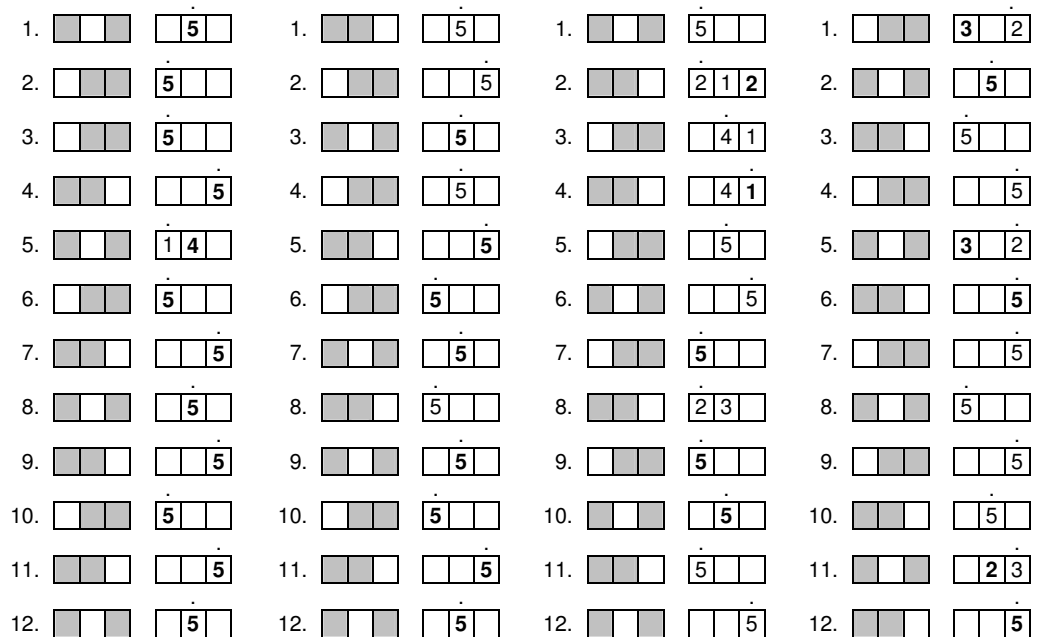 1. 5 1. 5 1. 5 1. 3 2
2. 5 2. 5 2. 2 1 2 2. 5
3. 5 3. 5 3. 4 1 3. 5
4. 5 4. 5 4. 4 1 4. 5
5. 1 4 5. 5 5. 5 5. 3 2
6. 5 6. 5 6. 5 6. 5
7. 5 7. 5 7. 5 7. 5
8. 5 8. 5 8. 2 3 8. 5
9. 5 9. 5 9. 5 9. 5
10. 5 10. 5 10. 5 10. 5
11. 5 11. 5 11. 5 11. 2 3
12. 5 12. 5 12. 5 12. 5